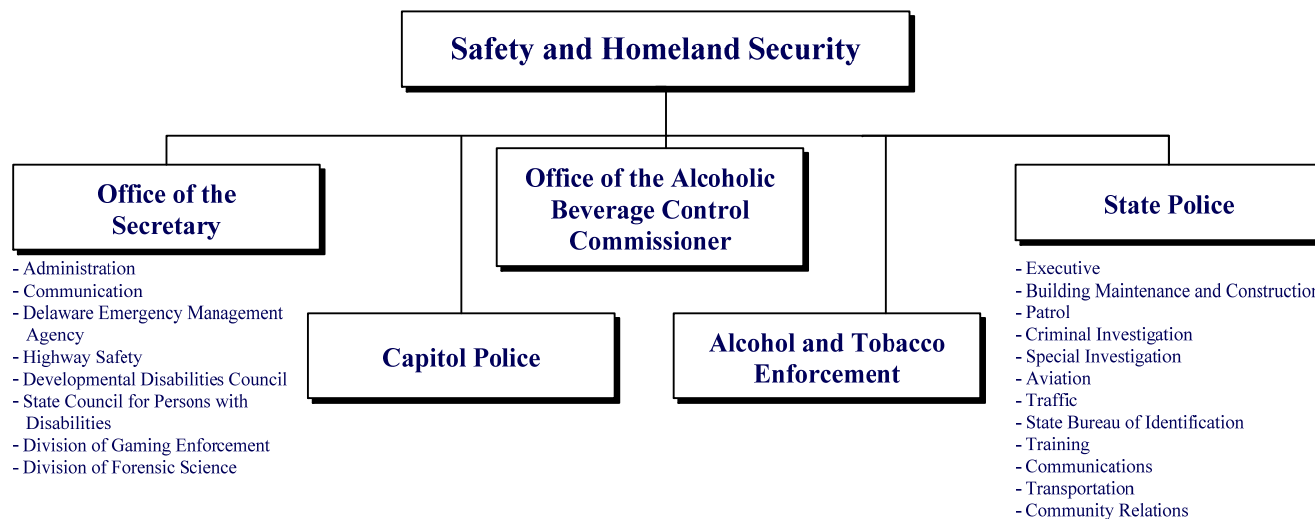 Safety and Homeland Security
Office of the
Secretary
- Administration
- Communication
- Delaware Emergency Management
Agency
- Highway Safety
- Developmental Disabilities Council
- State Council for Persons with
Disabilities
- Division of Gaming Enforcement
- Division of Forensic Science
Capitol Police
Office of the Alcoholic
Beverage Control
Commissioner
Alcohol and Tobacco
Enforcement
State Police
- Executive
- Building Maintenance and Construction
- Patrol
- Criminal Investigation
- Special Investigation
- Aviation
- Traffic
- State Bureau of Identification
- Training
- Communications
- Transportation
- Community Relations